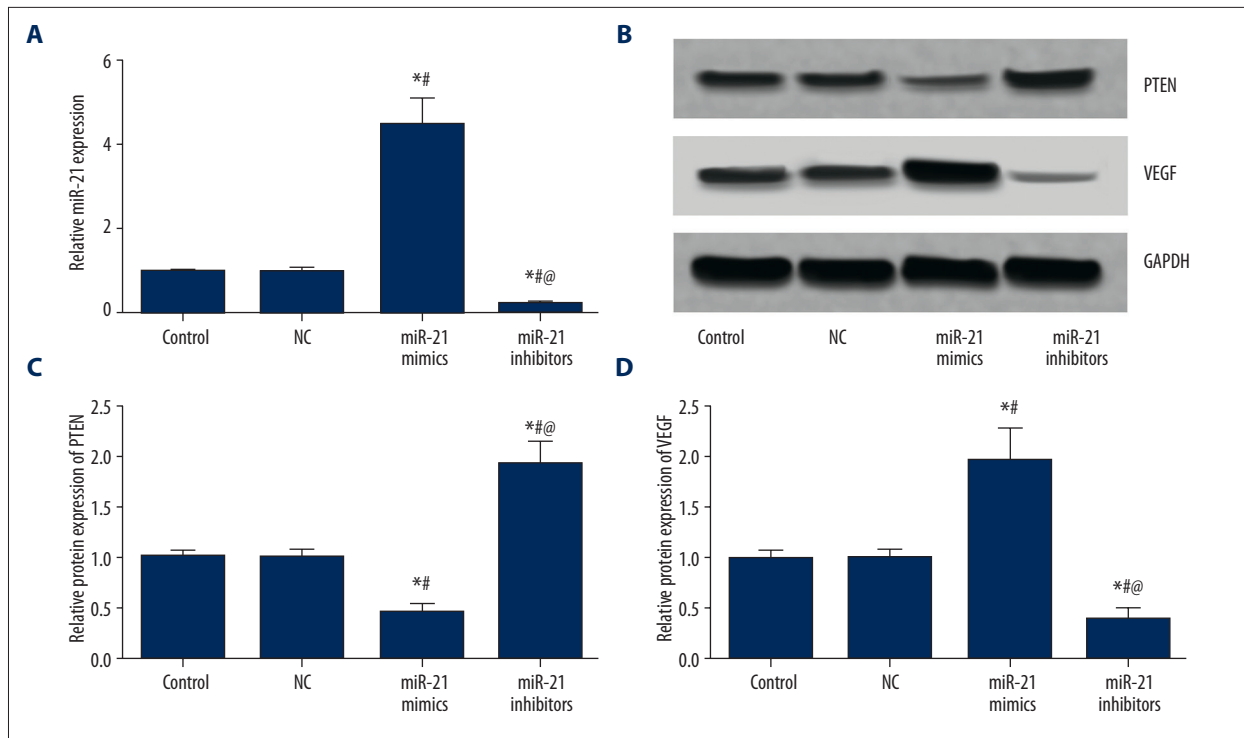 A
Relative miR-21 expression
6
4
2
0
*#
*#@
Control
NC
miR-21
mimics
miR-21
inhibitors
B
PTEN
VEGF
GAPDH
Control
NC
miR-21
mimics
miR-21
inhibitors
C
Relative protein expression of PTEN
2.5
2.0
1.5
1.0
0.5
0.0
*#
*#@
Control
NC
miR-21
mimics
miR-21
inhibitors
D
Relative protein expression of VEGF
2.5
2.0
1.5
1.0
0.5
0.0
*#
*#@
Control
NC
miR-21
mimics
miR-21
inhibitors